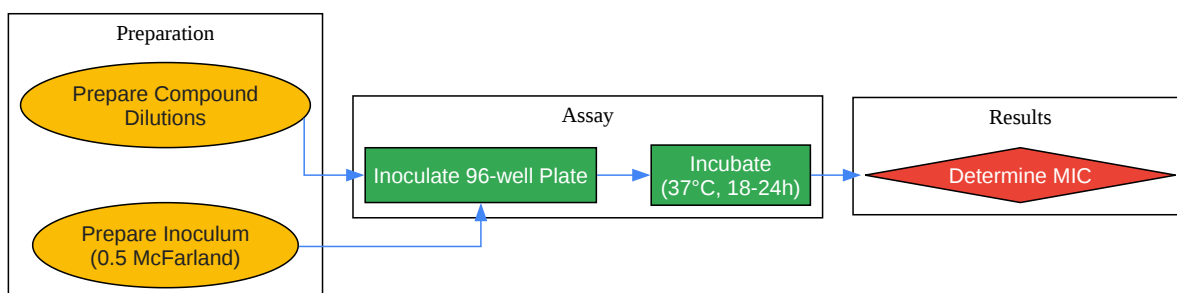 Preparation
Prepare Compound
Dilutions
Prepare Inoculum
(0.5 McFarland)
Assay
Inoculate 96-well Plate
Incubate
(37°C, 18-24h)
Results
Determine MIC